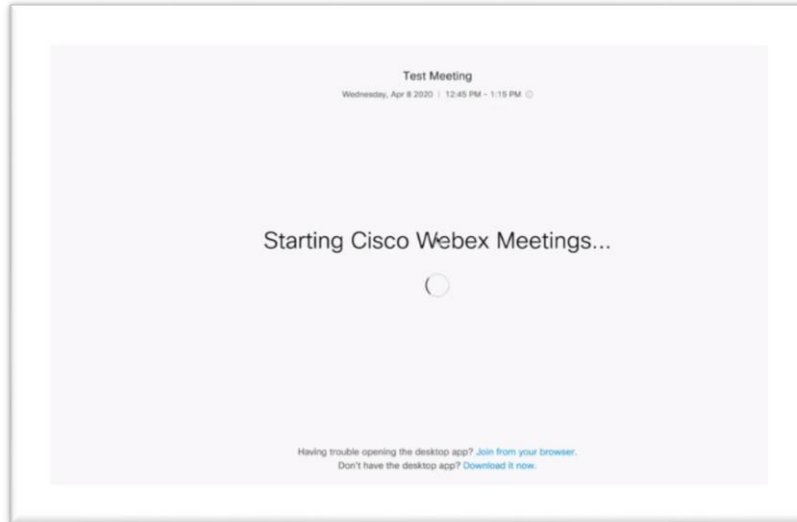 Test Meeting
Wednesday, Apr 8 2020 | 12:45 PM - 1:15 PM
Starting Cisco Webex Meetings...
Having trouble opening the desktop app? Join from your browser.
Don't have the desktop app? Download it now.